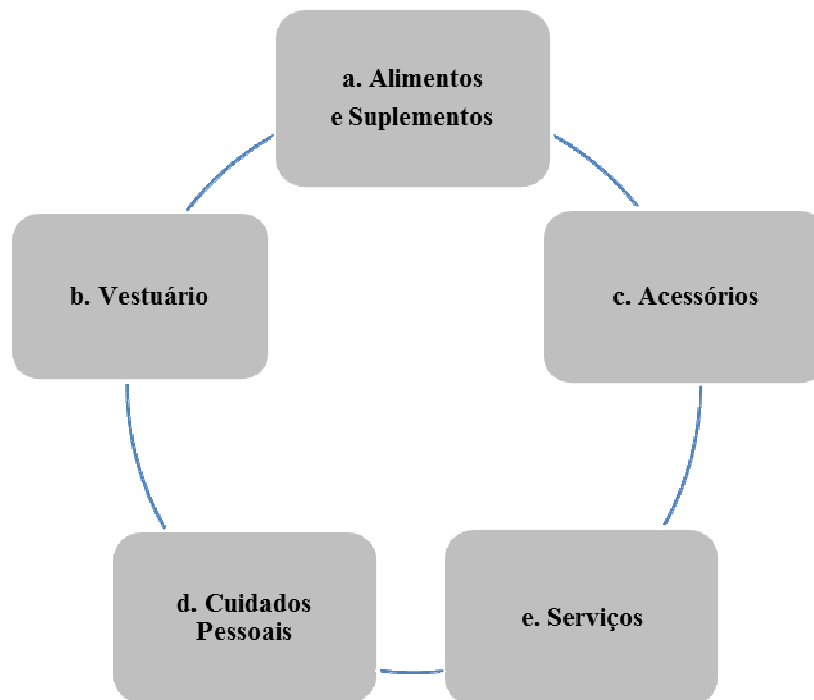 a. Alimentos
e Suplementos
b. Vestuário
c. Acessórios
d. Cuidados
Pessoais
e. Serviços